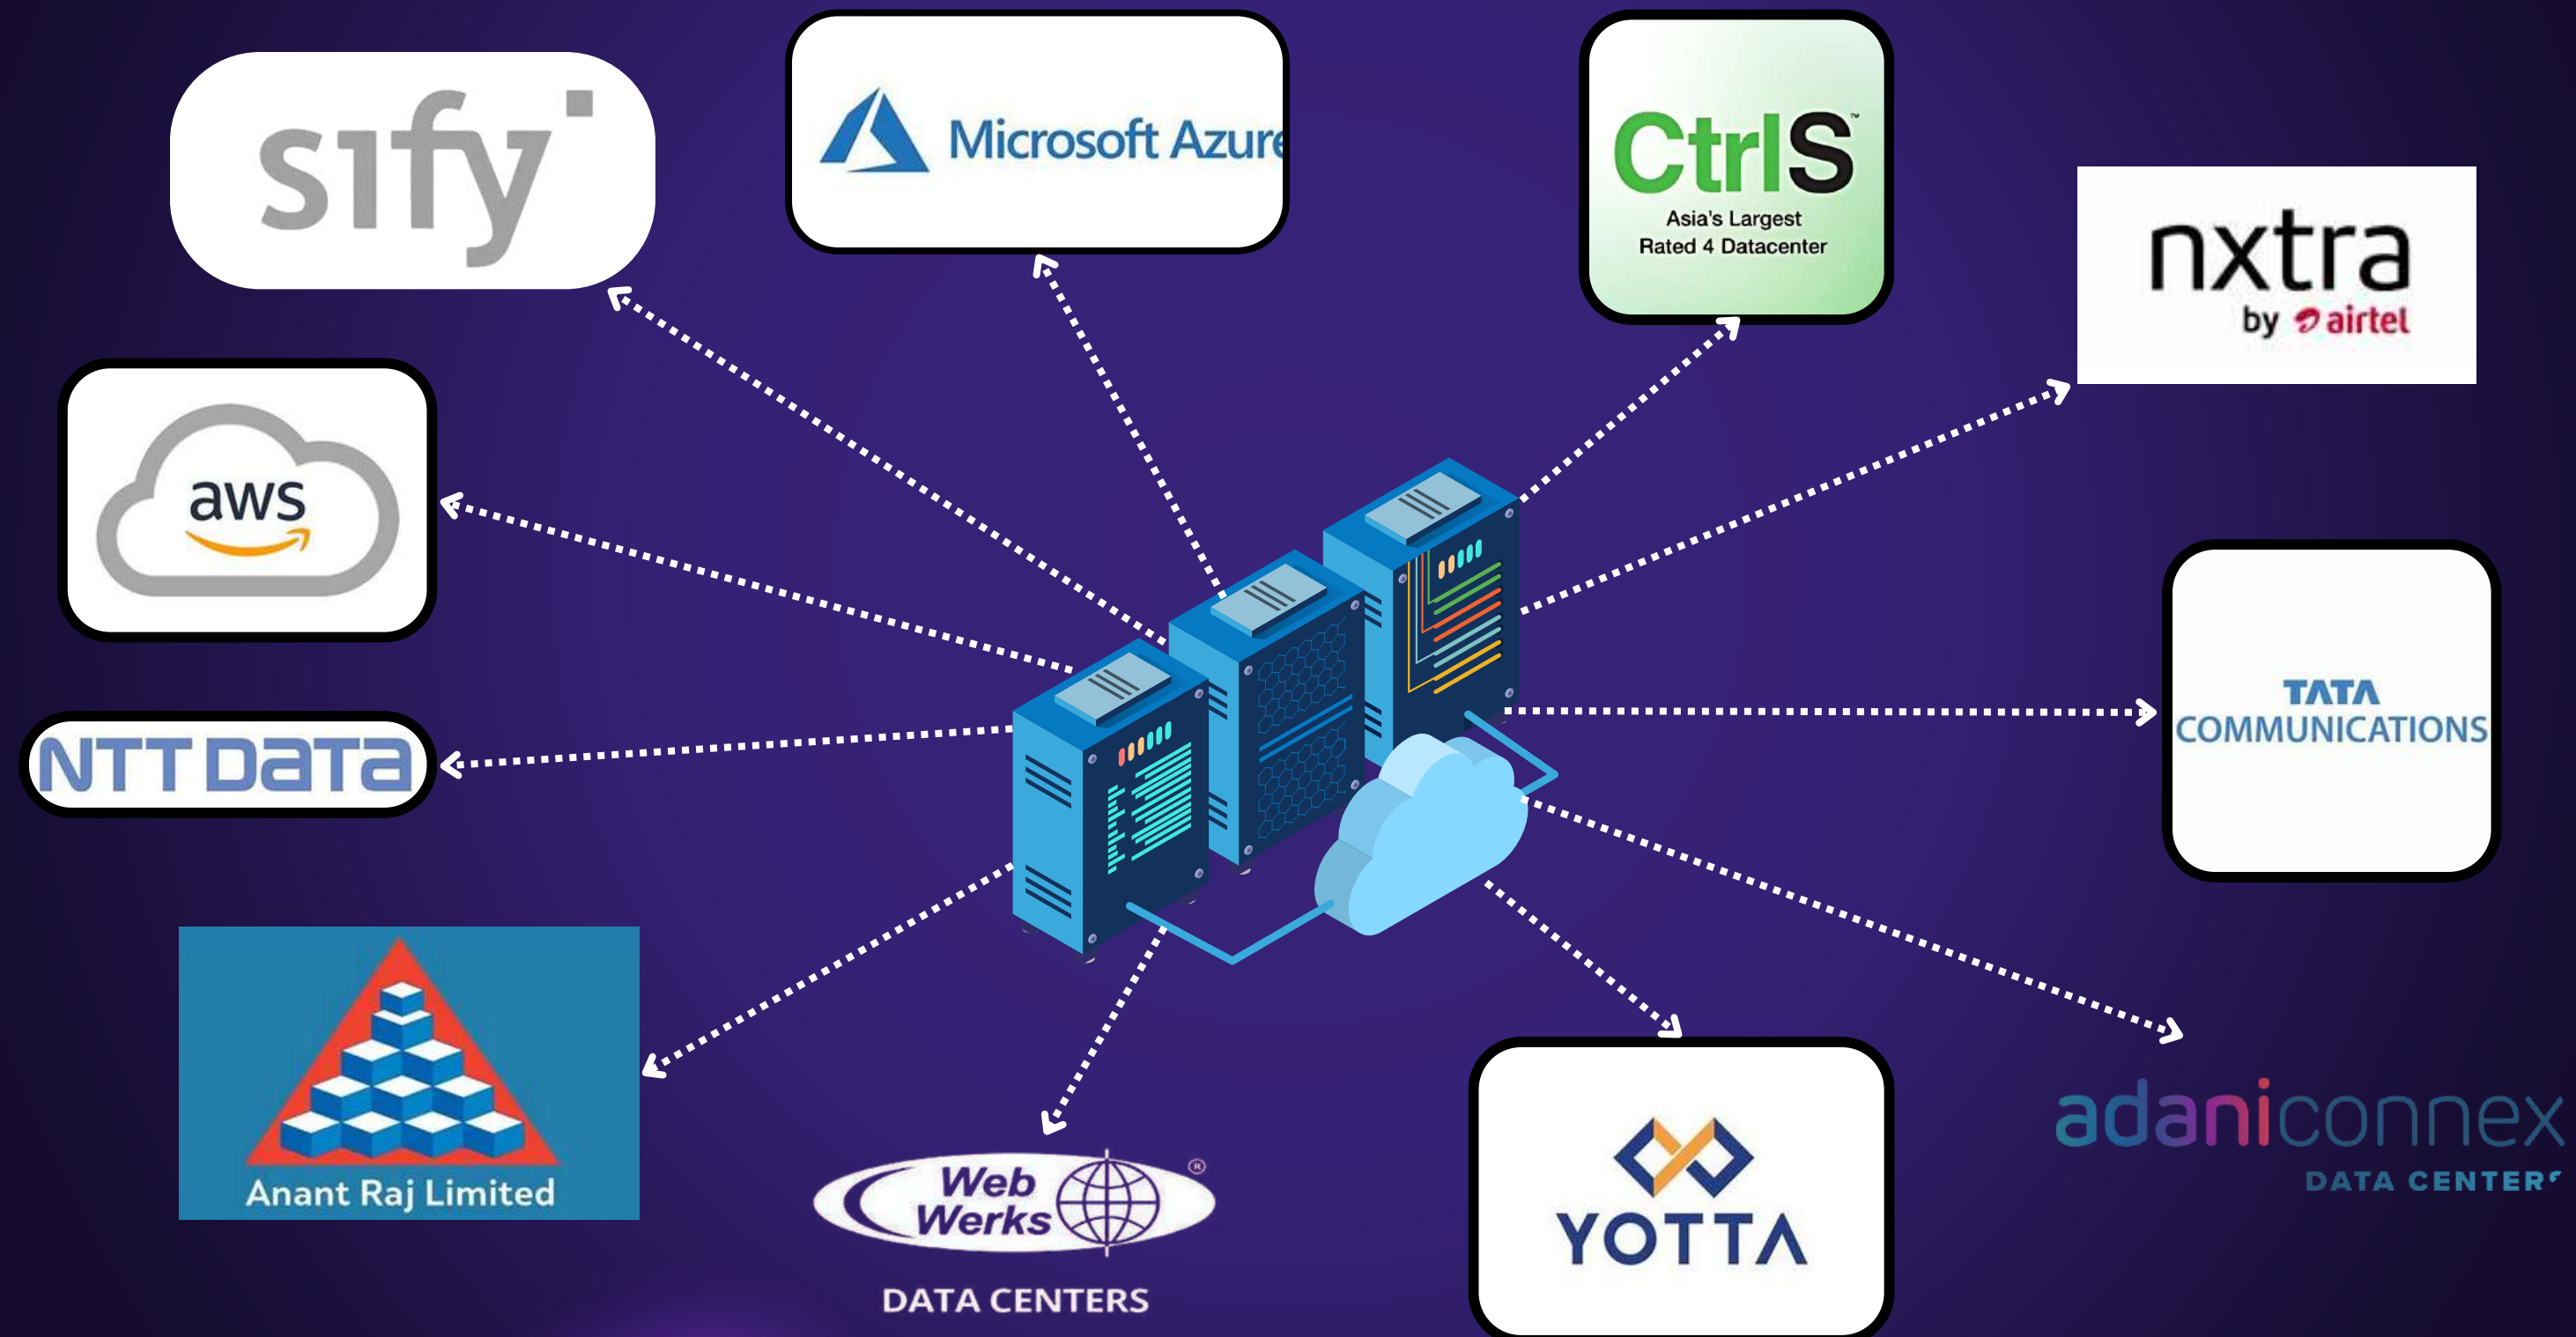 sify
Microsoft Azure
CtrlS™
Asia's Largest
Rated 4 Datacenter
nxtra
by airtel
aws
TATA
COMMUNICATIONS
NTT DATA
Anant Raj Limited
Web
Werks
®
DATA CENTERS
YOTTA
adaniconnex
DATA CENTERS